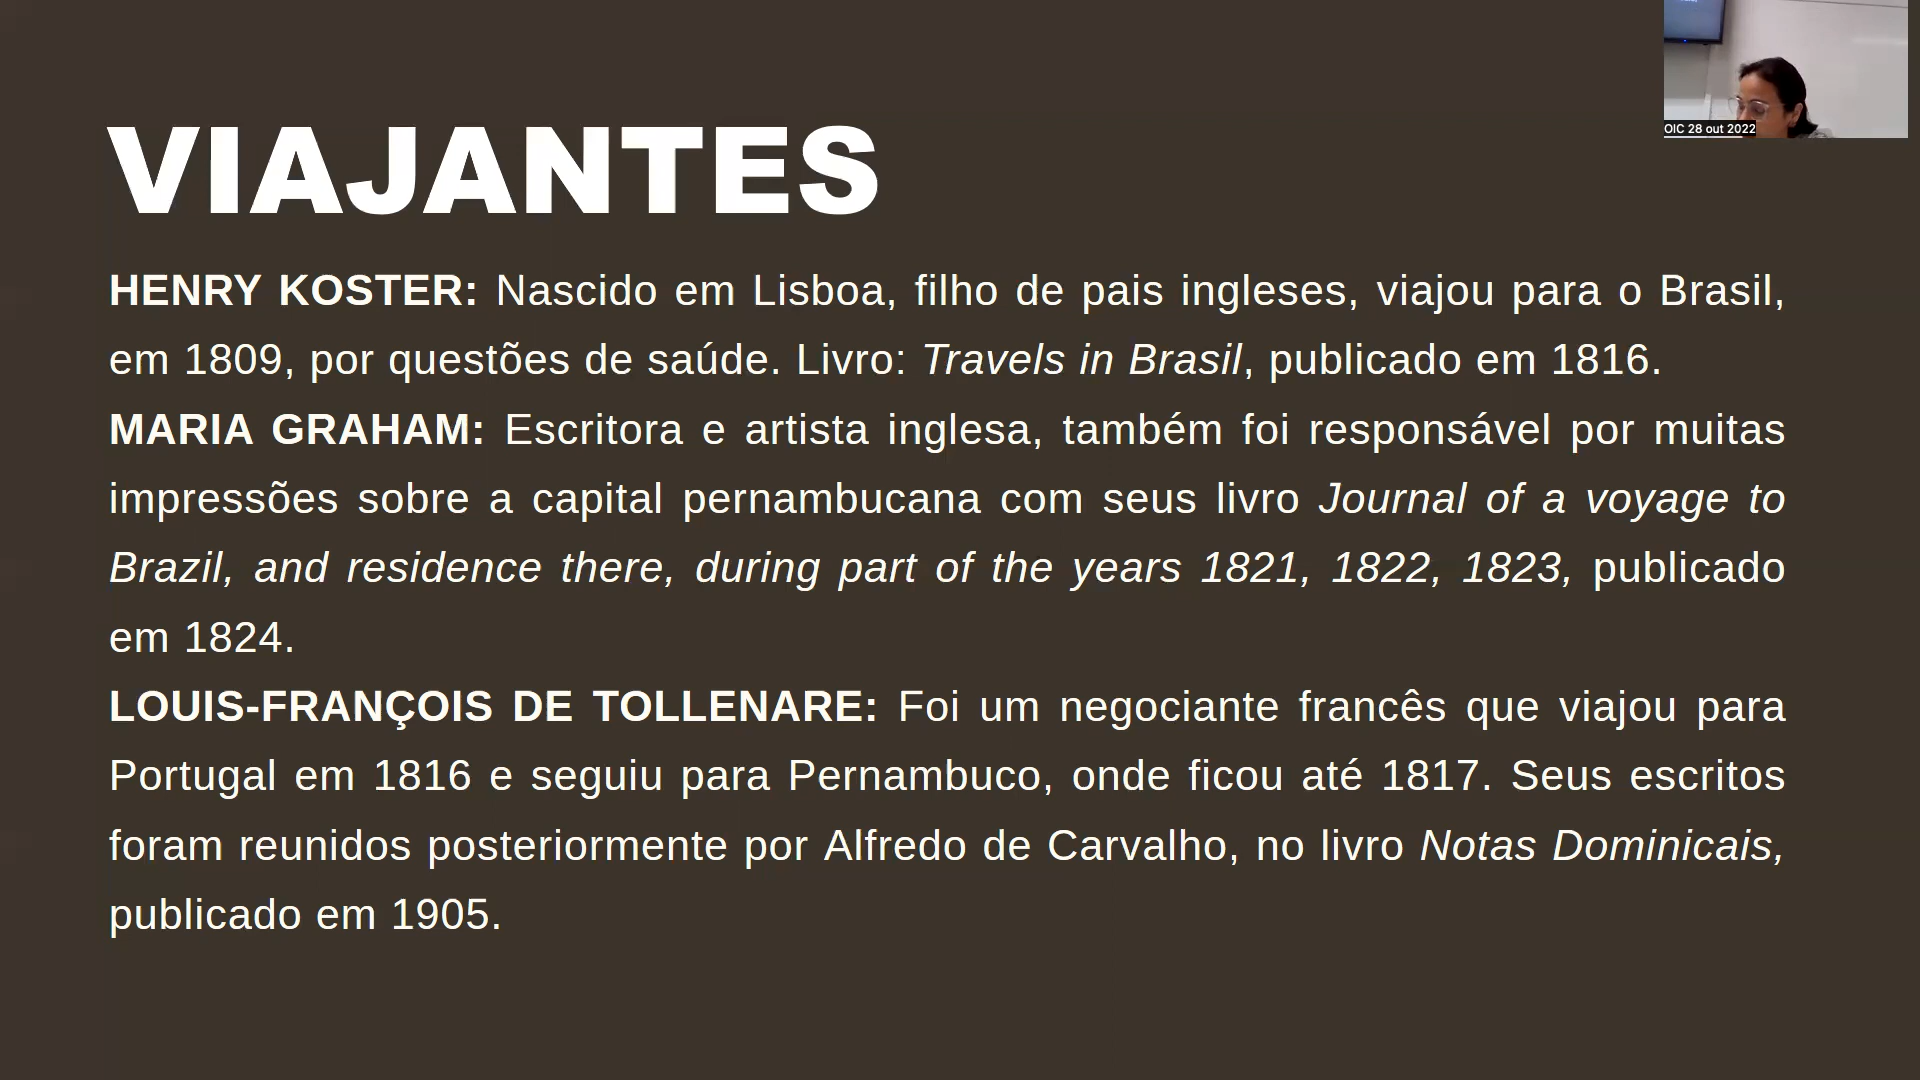 OIC 28 out 2022
VIAJANTES
HENRY KOSTER: Nascido em Lisboa, filho de pais ingleses, viajou para o Brasil,
em 1809, por questões de saúde. Livro: Travels in Brasil, publicado em 1816.
MARIA GRAHAM: Escritora e artista inglesa, também foi responsável por muitas
impressões sobre a capital pernambucana com seus livro Journal of a voyage to
Brazil, and residence there, during part of the years 1821, 1822, 1823, publicado
em 1824.
LOUIS-FRANÇOIS DE TOLLENARE: Foi um negociante francês que viajou para
Portugal em 1816 e seguiu para Pernambuco, onde ficou até 1817. Seus escritos
foram reunidos posteriormente por Alfredo de Carvalho, no livro Notas Dominicais,
publicado em 1905.